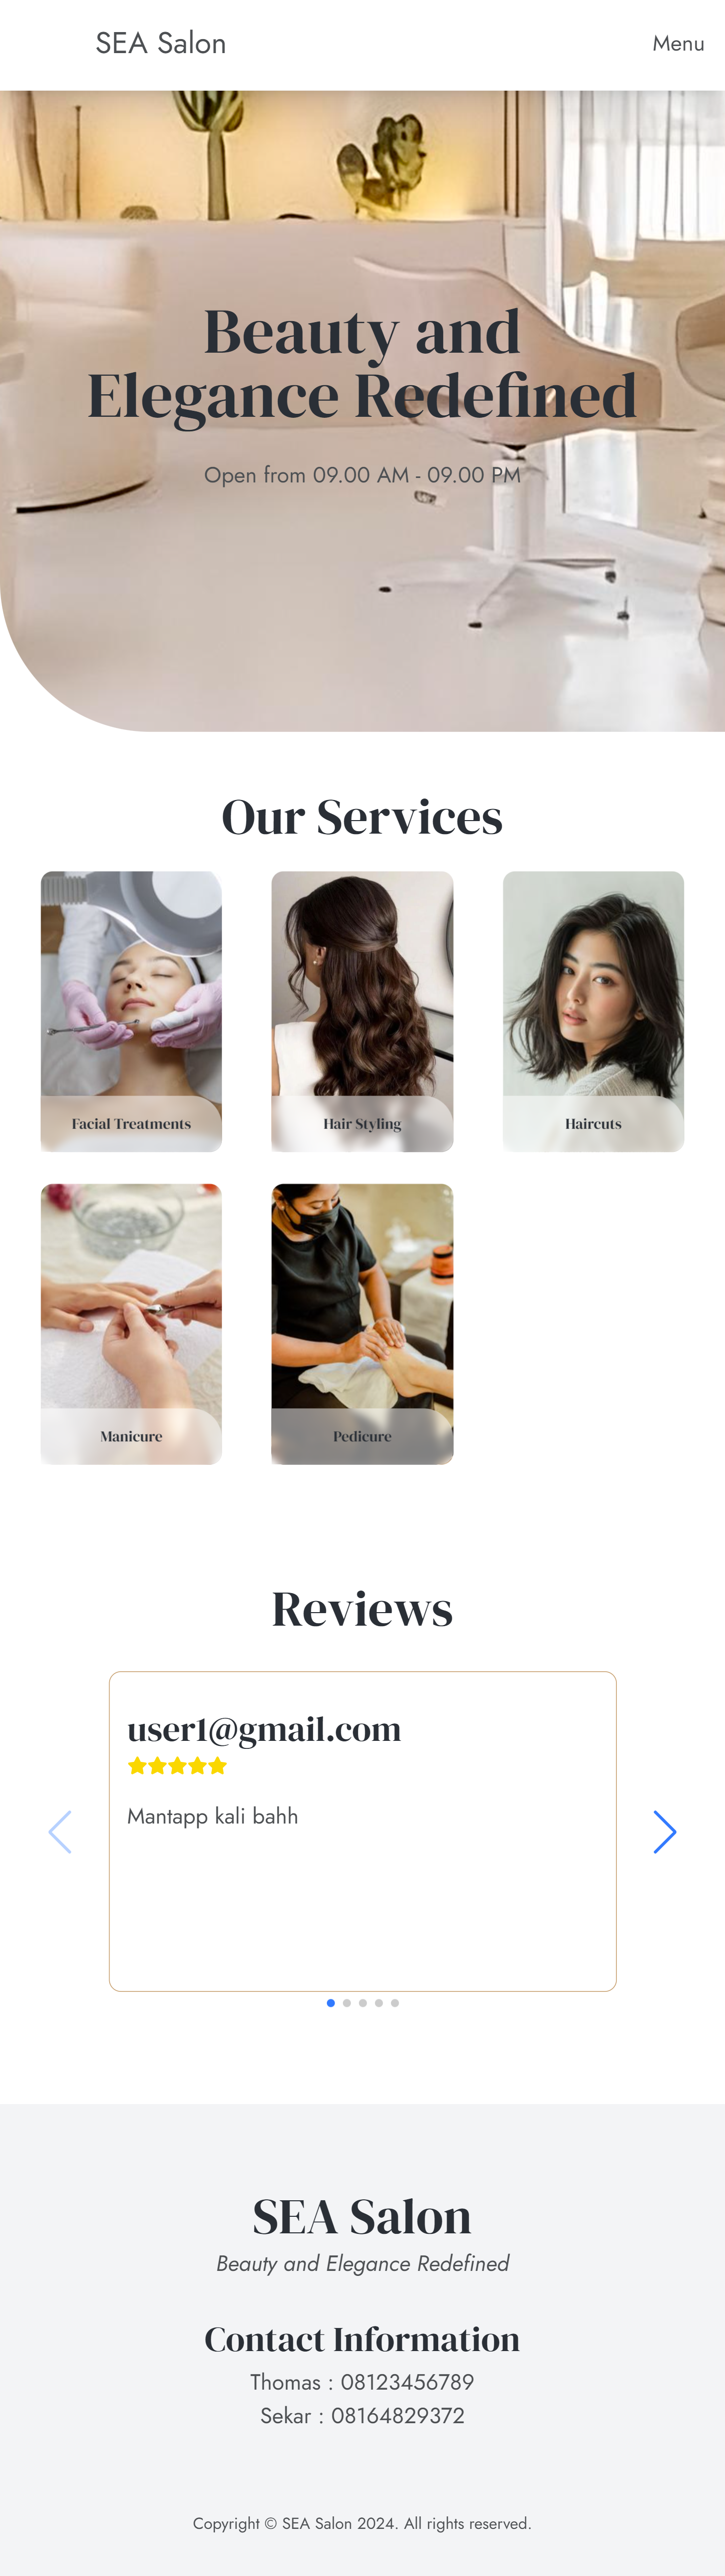 SEA Salon
Menu
Beauty and
Elegance Redefined
Open from 09.00 AM - 09.00 PM
Our Services
Facial Treatments
Hair Styling
Haircuts
Manicure
Pedicure
Reviews
user1@gmail.com
Mantapp kali bahh
SEA Salon
Beauty and Elegance Redefined
Contact Information
Thomas : 08123456789
Sekar : 08164829372
Copyright © SEA Salon 2024. All rights reserved.